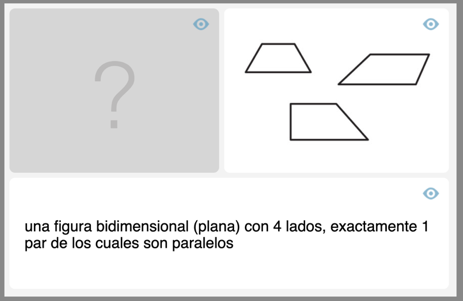 ?
una figura bidimensional (plana) con 4 lados, exactamente 1
par de los cuales son paralelos